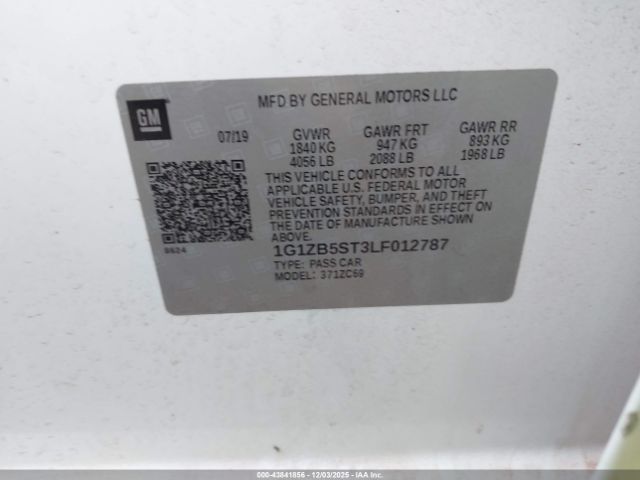 GM
MFD BY GENERAL MOTORS LLC
07/19
GVWR
1840 KG
4056 LB
GAWR FRT
947 KG
2088 LB
GAWR RR
893 KG
1968 LB
THIS VEHICLE CONFORMS TO ALL
APPLICABLE U.S. FEDERAL MOTOR
VEHICLE SAFETY, BUMPER, AND THEFT
PREVENTION STANDARDS IN EFFECT ON
THE DATE OF MANUFACTURE SHOWN
ABOVE.
1G1ZB5ST3LF012787
TYPE: PASS CAR
MODEL: 371ZC69
000-43841856 - 12/03/2025 - IAAI.com